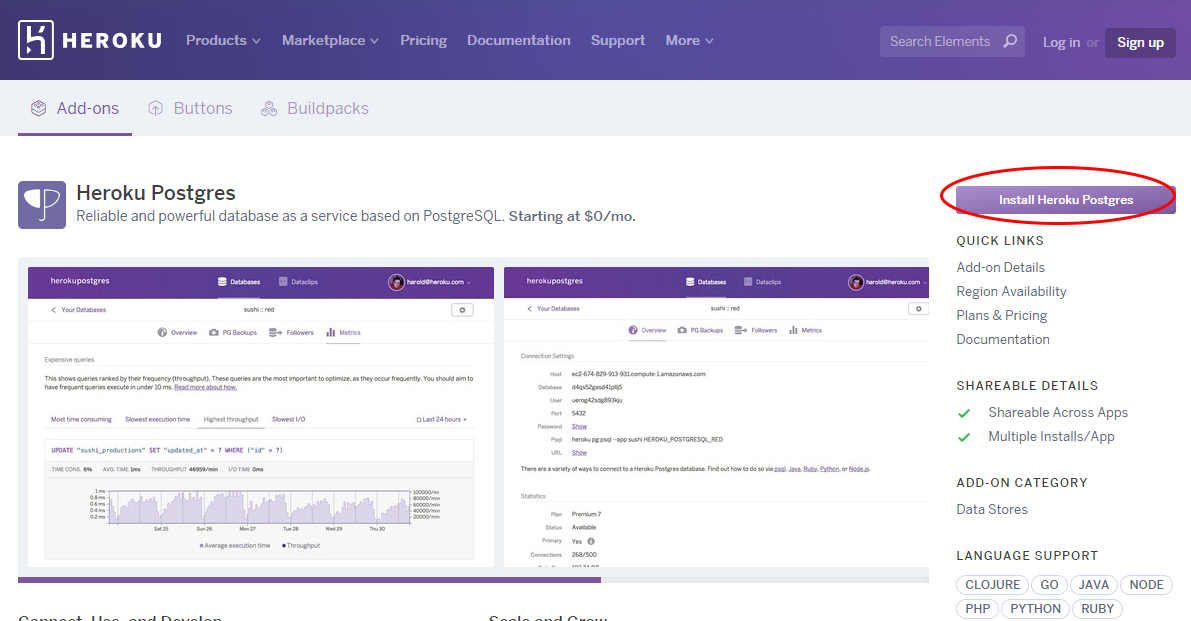 HEROKU Products Marketplace Pricing Documentation Support More Search Elements Log in or Sign up
Add-ons Buttons Buildpacks
Heroku Postgres
Reliable and powerful database as a service based on PostgreSQL. Starting at $0/mo.
Install Heroku Postgres
herokupostgres Databases Dataclips harold@heroku.com
Your Databases sushi :: red
Overview PG Backups Followers Metrics
Expensive queries
This shows queries ranked by their frequency (throughput). These queries are the most important to optimize, as they occur frequently. You should aim to
have frequent queries execute in under 10 ms. Read more about how.
Most time consuming Slowest execution time Highest throughput Slowest I/O Last 24 hours
UPDATE "sushi_productions" SET "updated_at" = ? WHERE ("id" = ?)
TIME CONS. 6% AVG. TIME 1ms THROUGHPUT 46959/min I/O TIME 0ms
1 ms 100000/mi
0.8 ms 80000/min
0.6 ms 60000/min
0.4 ms 40000/min
0.2 ms 20000/min
Sat 25 Sun 26 Mon 27 Tue 28 Wed 29 Thu 30
Average execution time Throughput
herokupostgres Databases Dataclips harold@heroku.com
Your Databases sushi :: red
Overview PG Backups Followers Metrics
Connection Settings
Host ec2-674-829-913-931.compute-1.amazonaws.com
Database
User uerog42sdg893kju
Port 5432
Password Show
Psql heroku pg:psql --app sushi HEROKU_POSTGRESQL_RED
URL Show
There are a variety of ways to connect to a Heroku Postgres database. Find out how to do so via psql, Java, Ruby, Python, or Node.js.
Statistics
Plan Premium 7
Status Available
Primary Yes
Connections 268/500
QUICK LINKS
Add-on Details
Region Availability
Plans & Pricing
Documentation
SHAREABLE DETAILS
Shareable Across Apps
Multiple Installs/App
ADD-ON CATEGORY
Data Stores
LANGUAGE SUPPORT
CLOJURE GO JAVA NODE
PHP PYTHON RUBY
Connect, Use, and Develop Scale and Grow